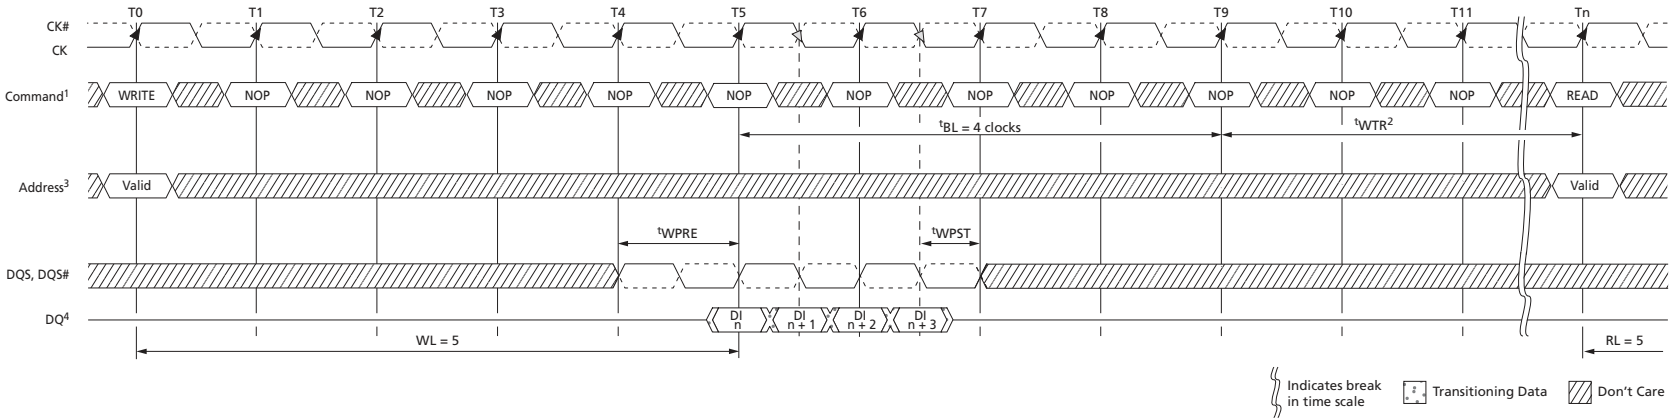 T0 T1 T2 T3 T4 T5 T6 T7 T8 T9 T10 T11 Tn
CK#
CK
Command1 WRITE NOP NOP NOP NOP NOP NOP NOP NOP NOP NOP NOP READ
tBL = 4 clocks tWTR2
Address3 Valid Valid
tWPRE tWPST
DQS, DQS#
DQ4 DI n DI n + 1 DI n + 2 DI n + 3
WL = 5 RL = 5
Indicates break
in time scale
Transitioning Data
Don't Care